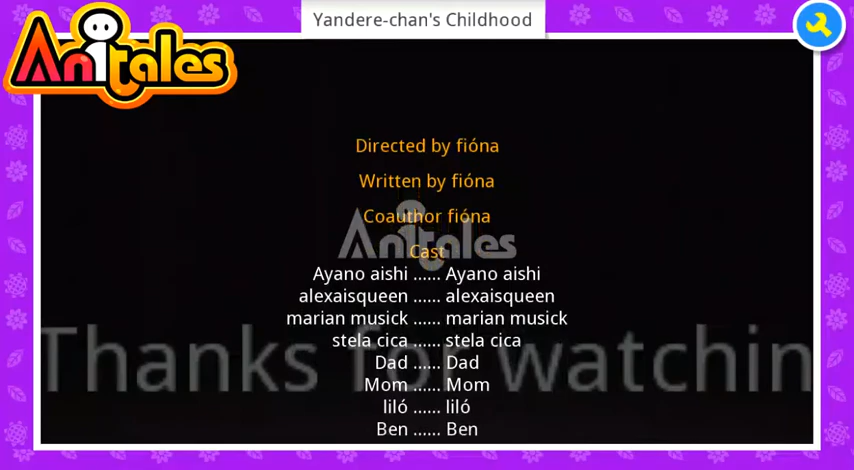 Yandere-chan's Childhood
Anitales
Directed by fióna
Written by fióna
Coauthor fióna
Anitales
Cast
Ayano aishi ...... Ayano aishi
alexaisqueen ...... alexaisqueen
marian musick ...... marian musick
stela cica ...... stela cica
Thanks for watchin
Dad ...... Dad
Mom ...... Mom
liló ...... liló
Ben ...... Ben